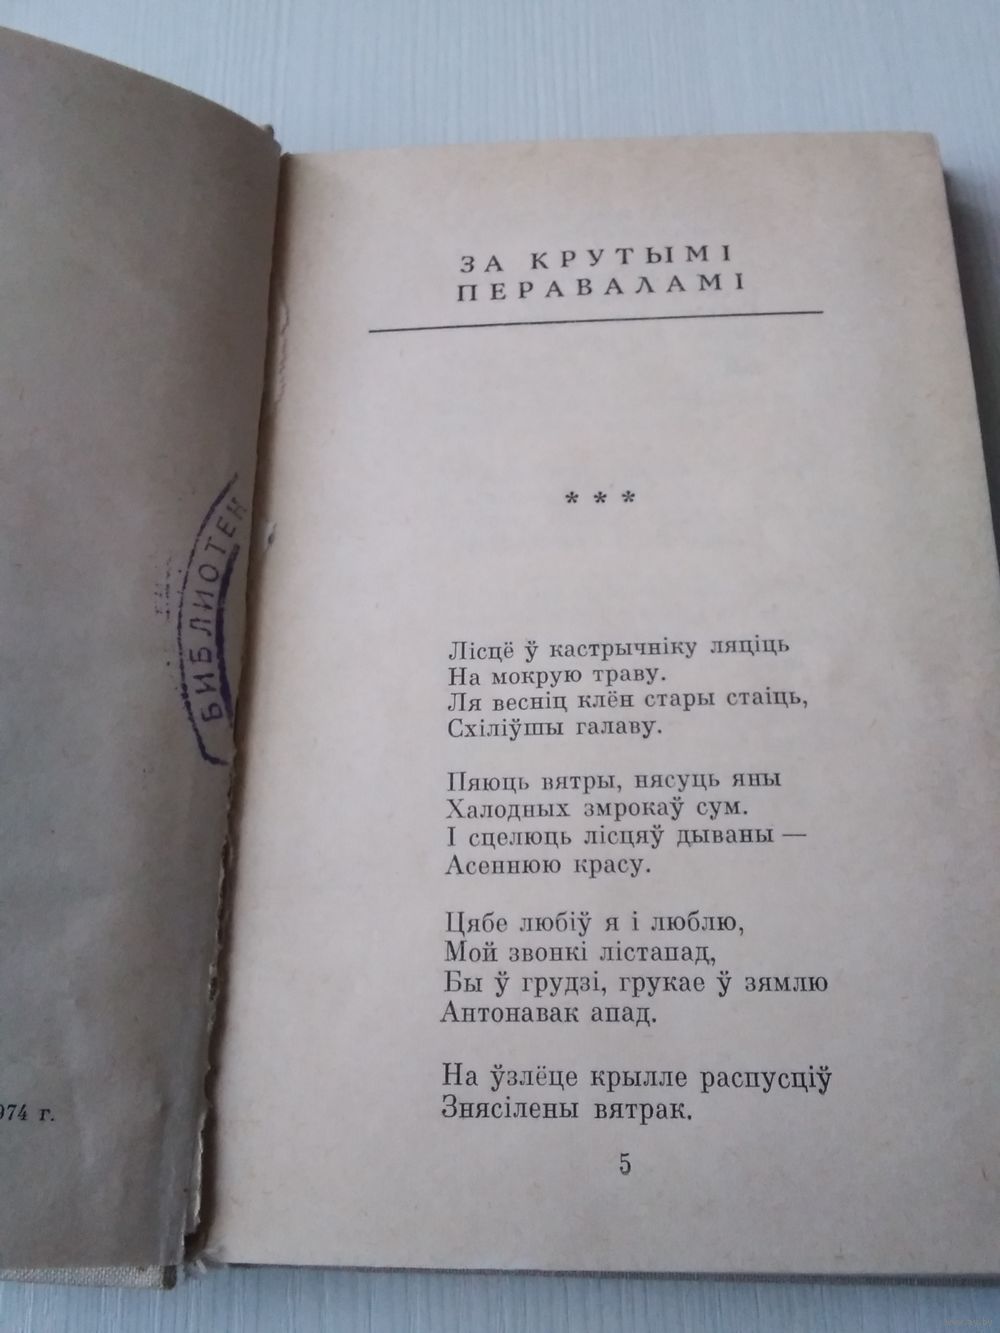 БИБЛИОТЕК
974 г.
ЗА КРУТЫМІ
ПЕРАВАЛАМІ
* * *
Лісцё ў кастрычніку ляціць
На мокрую траву.
Ля весніц клён стары стаіць,
Схіліўшы галаву.
Пяюць вятры, нясуць яны
Халодных змрокаў сум.
І сцелюць лісцяў дываны —
Асеннюю красу.
Цябе любіў я і люблю,
Мой звонкі лістапад,
Бы ў грудзі, грукае ў зямлю
Антонавак апад.
На ўзлёце крылле распусціў
Знясілены вятрак.
5